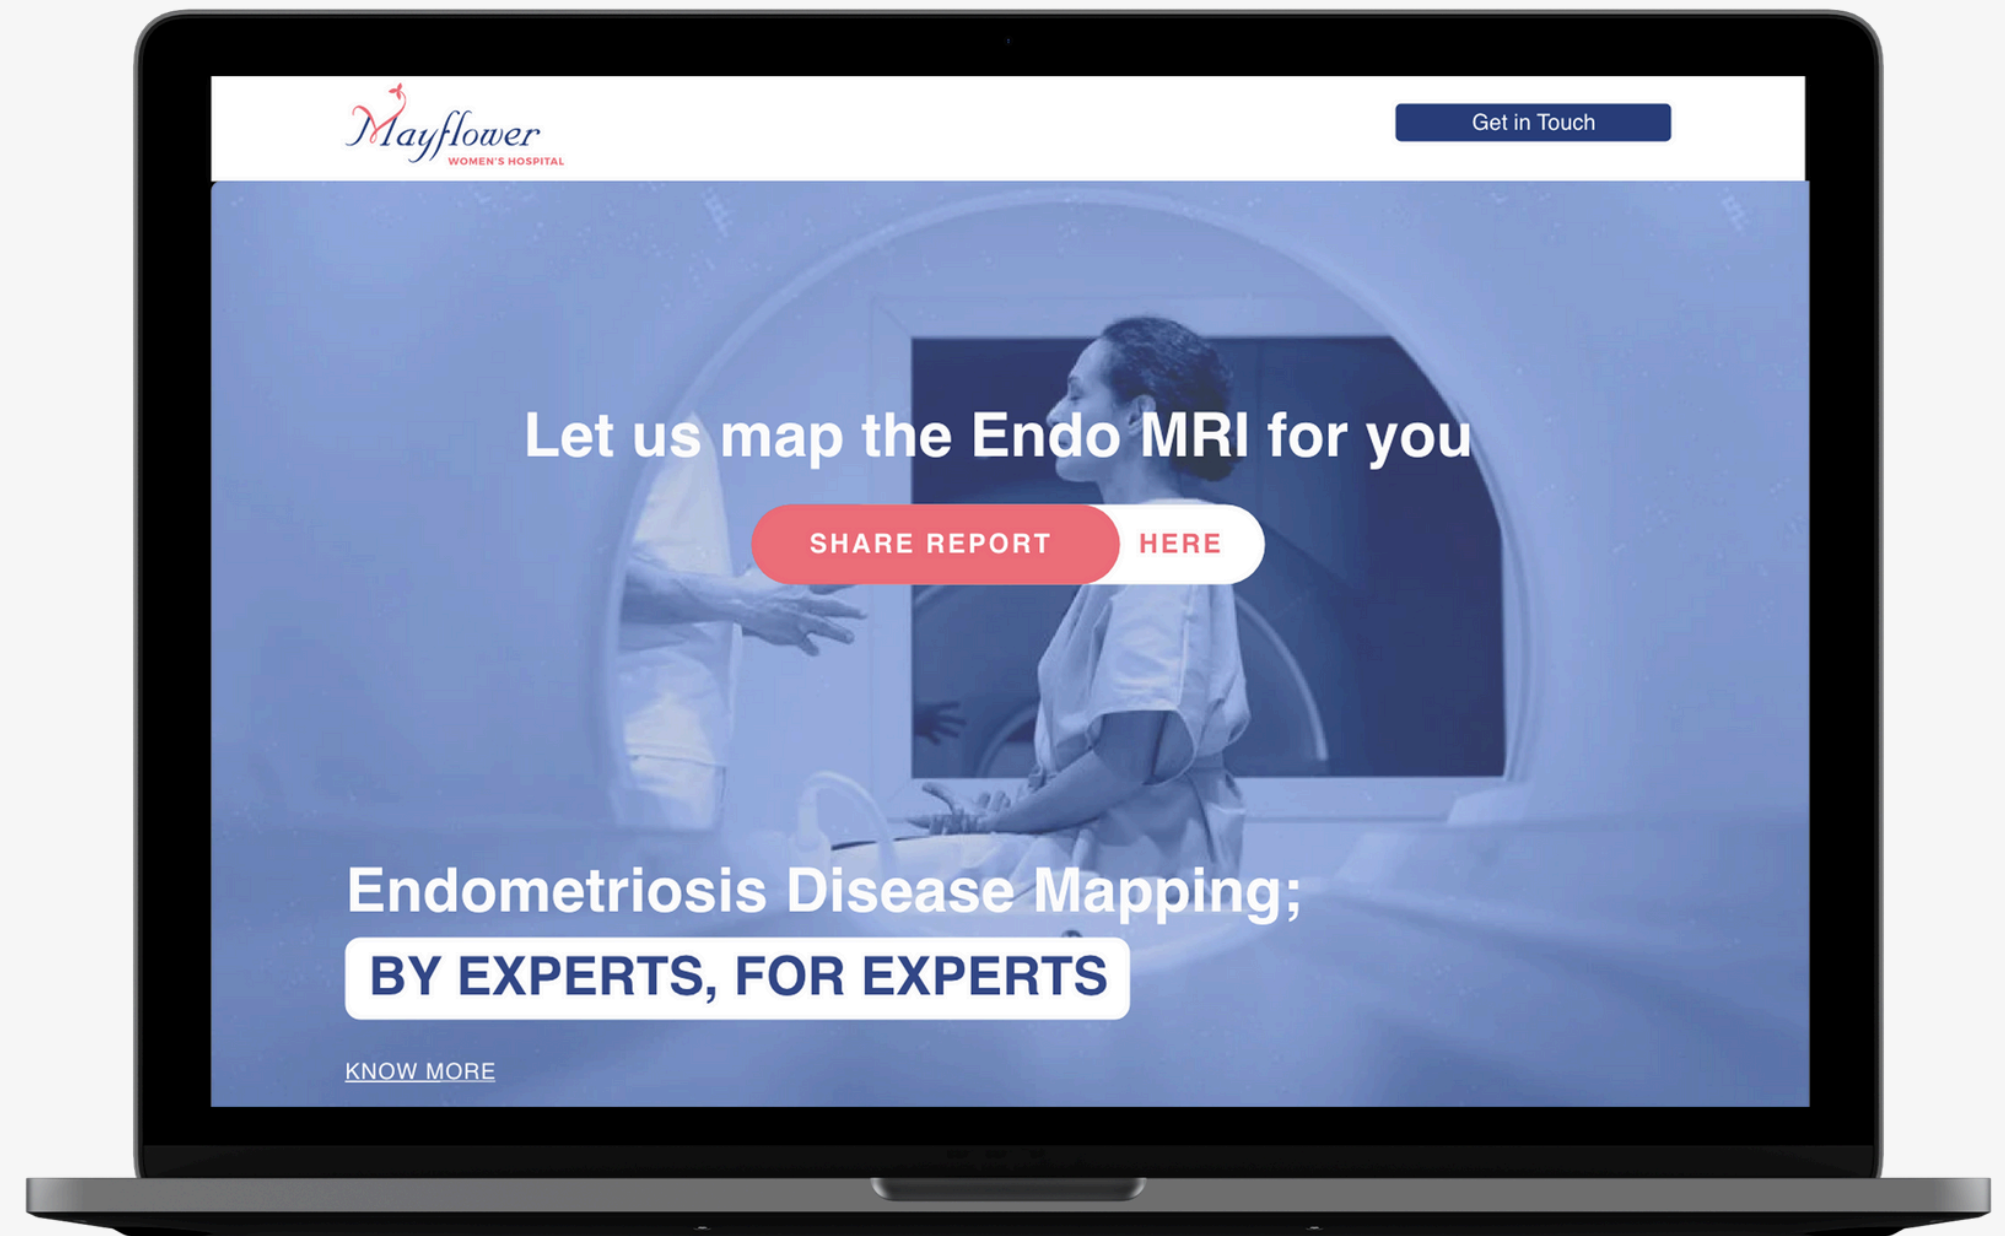 Mayflower
WOMEN'S HOSPITAL
Get in Touch
Let us map the Endo MRI for you
SHARE REPORT HERE
Endometriosis Disease Mapping;
BY EXPERTS, FOR EXPERTS
KNOW MORE